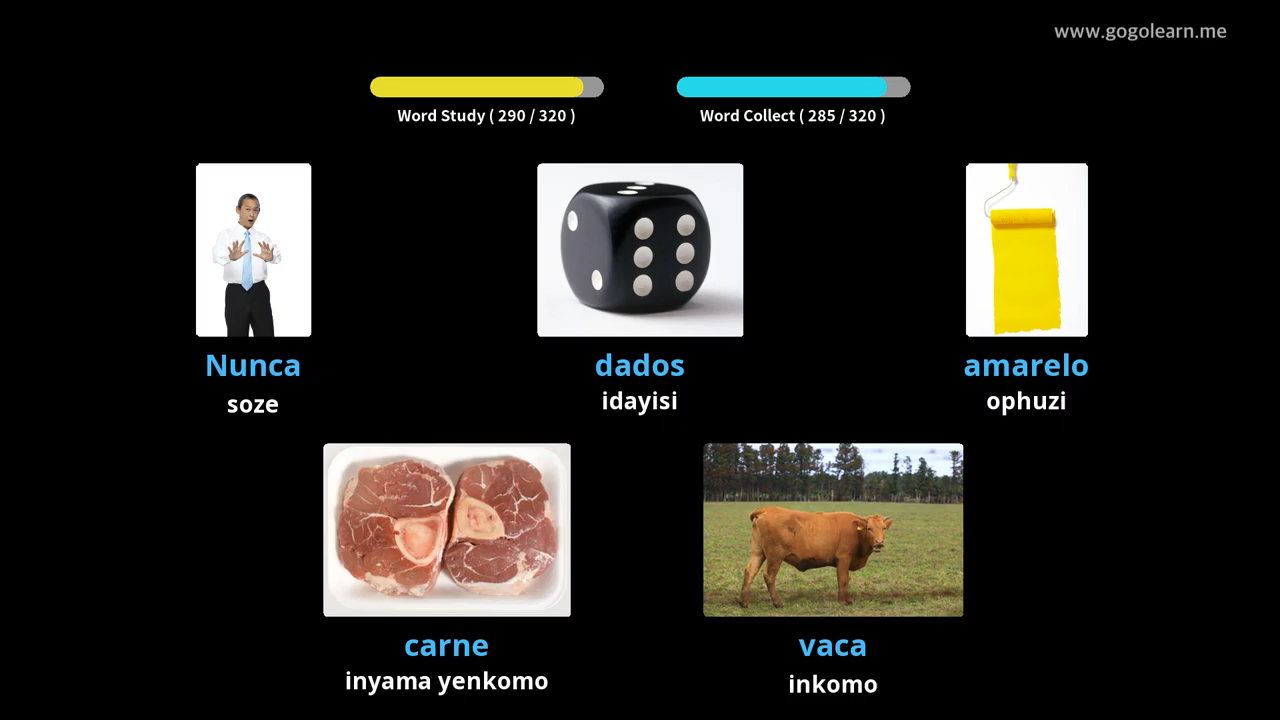 www.gogolearn.me
Word Study ( 290 / 320 )
Word Collect ( 285 / 320 )
Nunca
soze
dados
idayisi
amarelo
ophuzi
carne
inyama yenkomo
vaca
inkomo